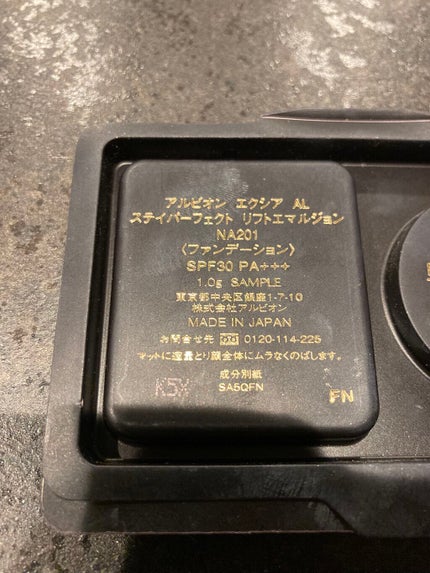 アルビオン エクシア AL
ステイパーフェクト リフトエマルジョン
NA201
〈ファンデーション〉
SPF30 PA+++
1.0g SAMPLE
東京都中央区銀座1-7-10
株式会社アルビオン
MADE IN JAPAN
お問合せ先 0120-114-225
マットに適量とり顔全体にムラなくのばします。
成分別紙
K5X SA5QFN FN